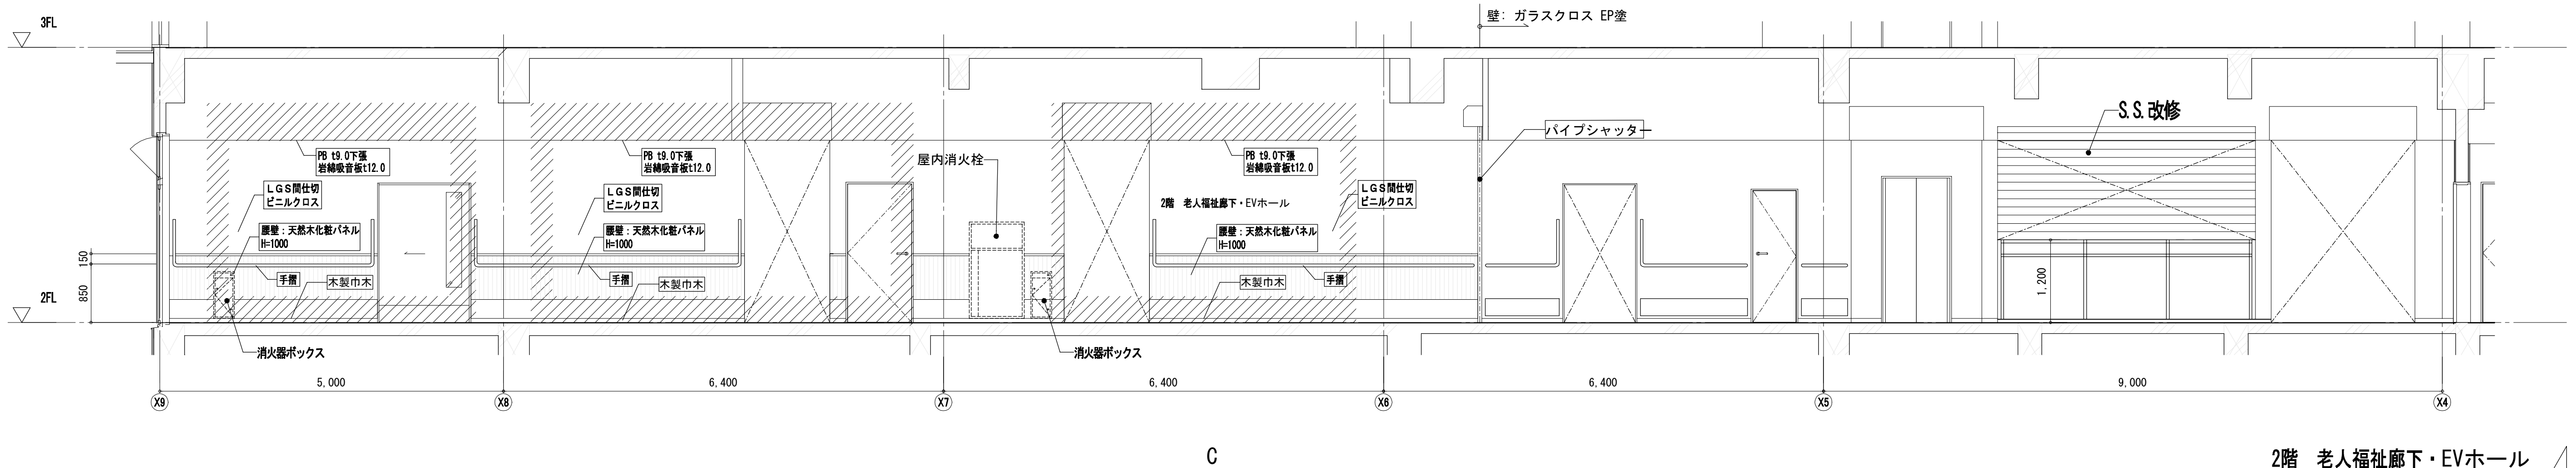 3FL
壁: ガラスクロス EP塗
S.S.改修
パイプシャッター
PB t9.0下張
岩綿吸音板t12.0
PB t9.0下張
岩綿吸音板t12.0
屋内消火栓
PB t9.0下張
岩綿吸音板t12.0
LGS間仕切
ビニルクロス
LGS間仕切
ビニルクロス
2階 老人福祉廊下・EVホール
LGS間仕切
ビニルクロス
腰壁：天然木化粧パネル
H=1000
腰壁：天然木化粧パネル
H=1000
腰壁：天然木化粧パネル
H=1000
150
850
手摺
木製巾木
手摺
木製巾木
木製巾木
手摺
1,200
2FL
消火器ボックス
消火器ボックス
5,000
6,400
6,400
6,400
9,000
X9
X8
X7
X6
X5
X4
C
2階 老人福祉廊下・EVホール